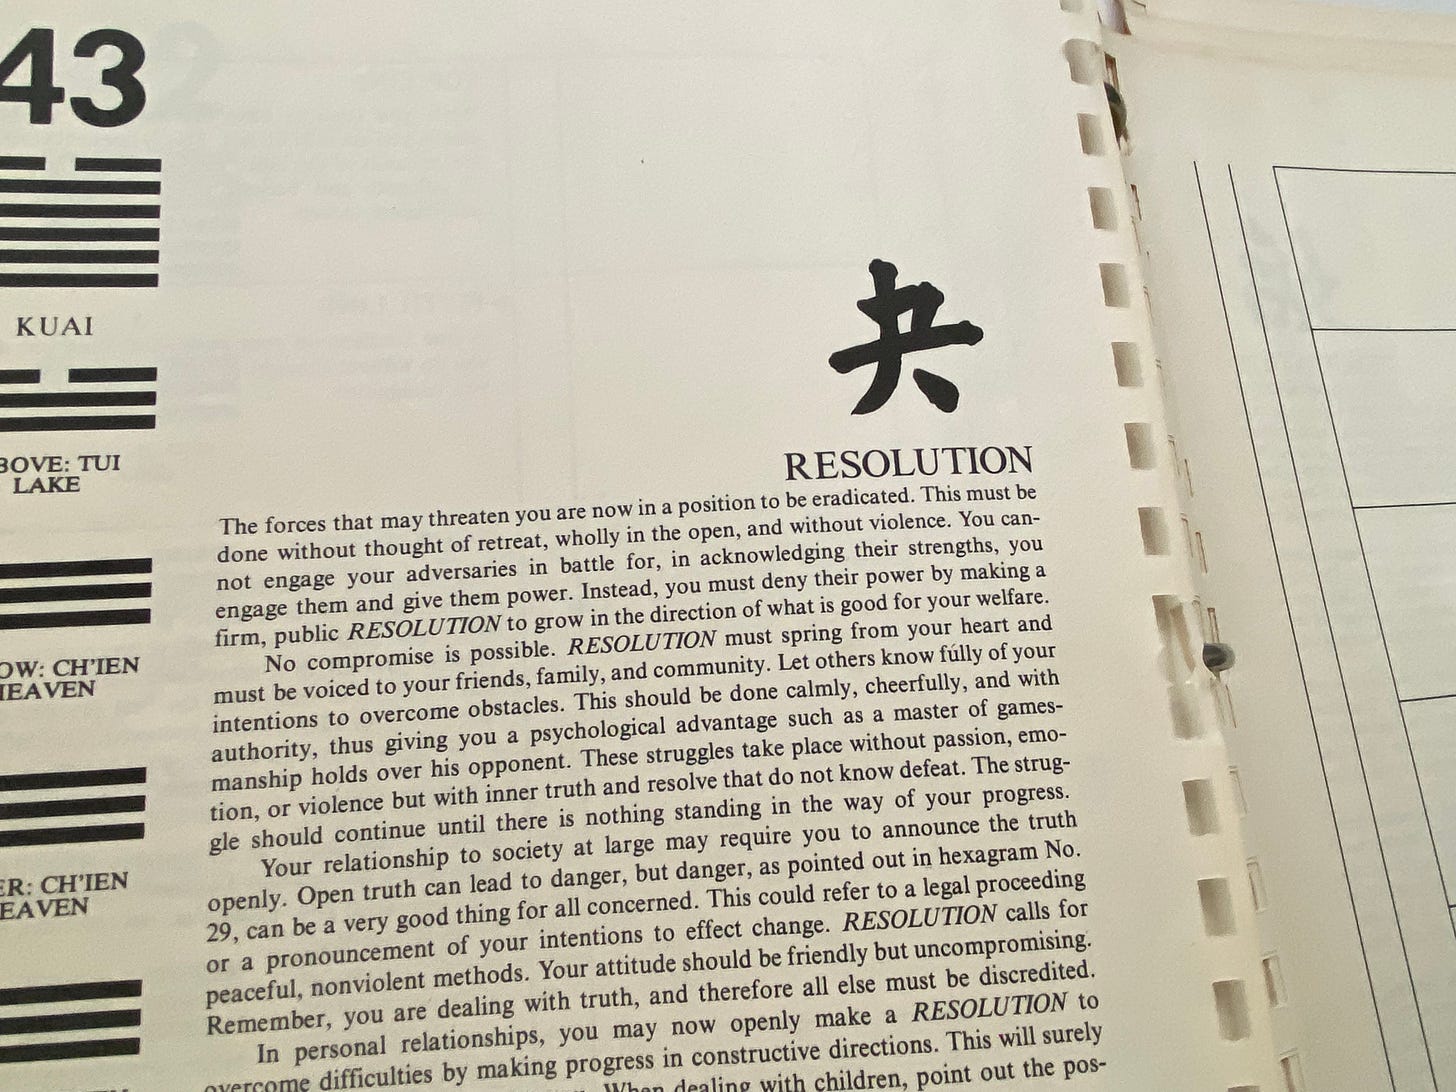 43
KUAI
BOVE: TUI
LAKE
OW: CH'IEN
EAVEN
ER: CH'IEN
EAVEN
夬
RESOLUTION
The forces that may threaten you are now in a position to be eradicated. This must be
done without thought of retreat, wholly in the open, and without violence. You can-
not engage your adversaries in battle for, in acknowledging their strengths, you
engage them and give them power. Instead, you must deny their power by making a
firm, public RESOLUTION to grow in the direction of what is good for your welfare.
No compromise is possible. RESOLUTION must spring from your heart and
must be voiced to your friends, family, and community. Let others know fully of your
intentions to overcome obstacles. This should be done calmly, cheerfully, and with
authority, thus giving you a psychological advantage such as a master of games-
manship holds over his opponent. These struggles take place without passion, emo-
tion, or violence but with inner truth and resolve that do not know defeat. The strug-
gle should continue until there is nothing standing in the way of your progress.
Your relationship to society at large may require you to announce the truth
openly. Open truth can lead to danger, but danger, as pointed out in hexagram No.
29, can be a very good thing for all concerned. This could refer to a legal proceeding
or a pronouncement of your intentions to effect change. RESOLUTION calls for
peaceful, nonviolent methods. Your attitude should be friendly but uncompromising.
Remember, you are dealing with truth, and therefore all else must be discredited.
In personal relationships, you may now openly make a RESOLUTION to
overcome difficulties by making progress in constructive directions. This will surely
When dealing with children, point out the pos-